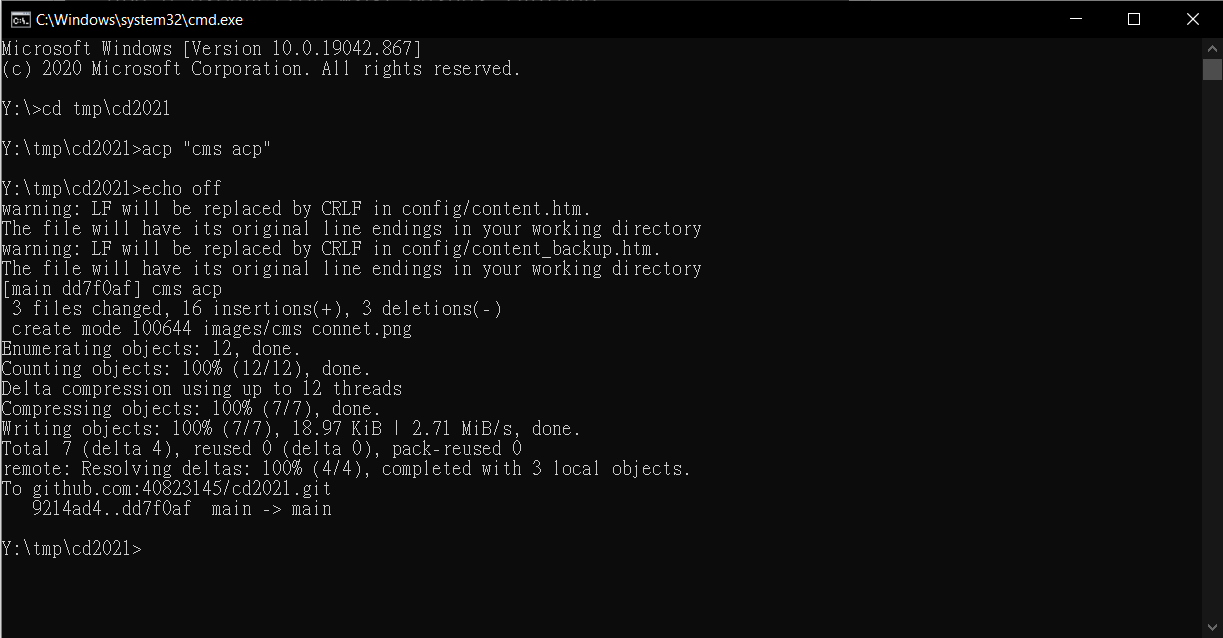 C:\Windows\system32\cmd.exe
Microsoft Windows [Version 10.0.19042.867]
(c) 2020 Microsoft Corporation. All rights reserved.
Y:\>cd tmp\cd2021
Y:\tmp\cd2021>acp "cms acp"
Y:\tmp\cd2021>echo off
warning: LF will be replaced by CRLF in config/content.htm.
The file will have its original line endings in your working directory
warning: LF will be replaced by CRLF in config/content_backup.htm.
The file will have its original line endings in your working directory
[main dd7f0af] cms acp
 3 files changed, 16 insertions(+), 3 deletions(-)
 create mode 100644 images/cms connet.png
Enumerating objects: 12, done.
Counting objects: 100% (12/12), done.
Delta compression using up to 12 threads
Compressing objects: 100% (7/7), done.
Writing objects: 100% (7/7), 18.97 KiB | 2.71 MiB/s, done.
Total 7 (delta 4), reused 0 (delta 0), pack-reused 0
remote: Resolving deltas: 100% (4/4), completed with 3 local objects.
To github.com:40823145/cd2021.git
   9214ad4..dd7f0af  main -> main
Y:\tmp\cd2021>